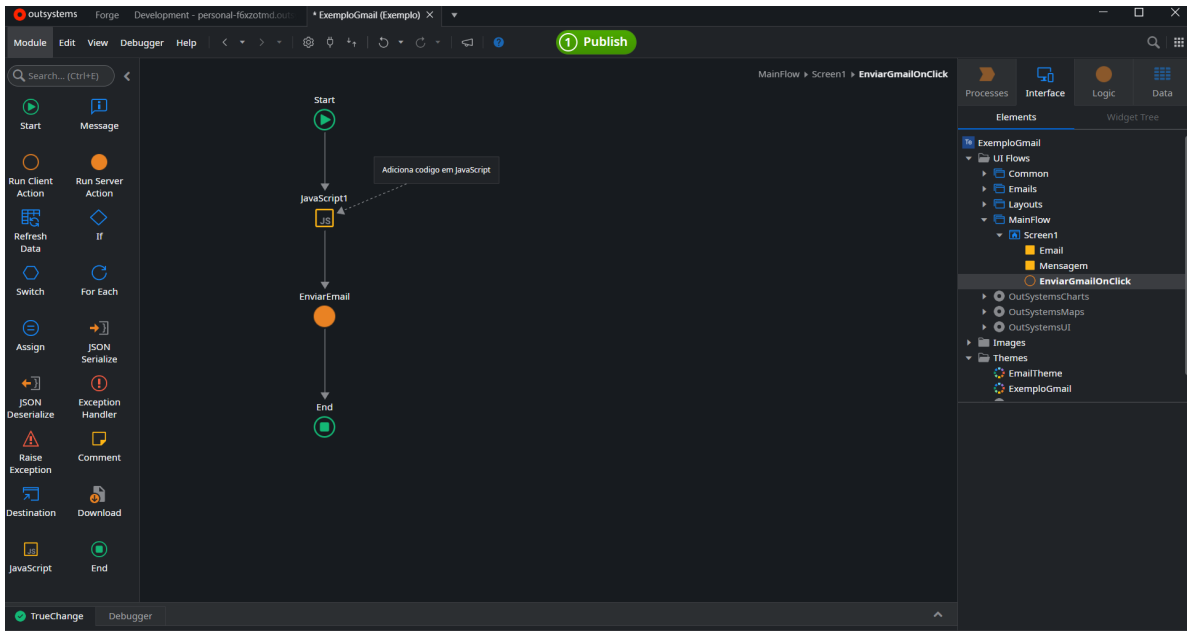 outsystems Forge Development - personal-f6xzotmd.out * ExemploGmail (Exemplo)
Module Edit View Debugger Help 1 Publish
Search... (Ctrl+E)
MainFlow Screen1 EnviarGmailOnClick
Processes Interface Logic Data
Elements Widget Tree
Start Message
Run Client Action
Run Server Action
Refresh Data
If
Switch For Each
Assign
JSON Serialize
JSON Deserialize
Exception Handler
Raise Exception
Comment
Destination Download
JavaScript End
Start
Adiciona codigo em JavaScript
JavaScript1
JS
EnviarEmail
End
ExemploGmail
UI Flows
Common
Emails
Layouts
MainFlow
Screen1
Email
Mensagem
EnviarGmailOnClick
OutSystemsCharts
OutSystemsMaps
OutSystemsUI
Images
Themes
EmailTheme
ExemploGmail
TrueChange Debugger